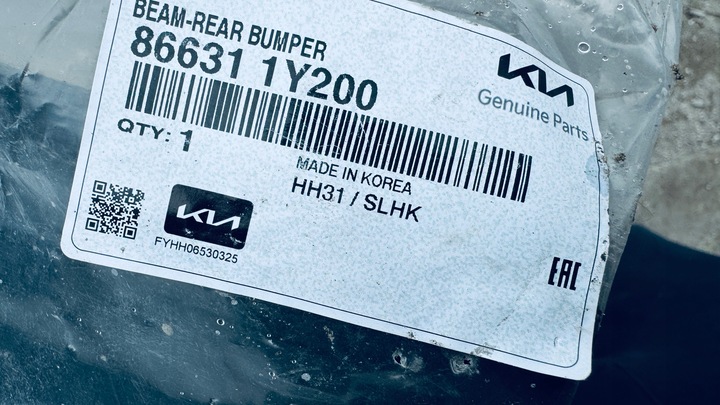 BEAM-REAR BUMPER
86631 1Y200
KIA
Genuine Parts
QTY: 1
MADE IN KOREA
HH31 / SLHK
KIA
FYHH06530325
EAC